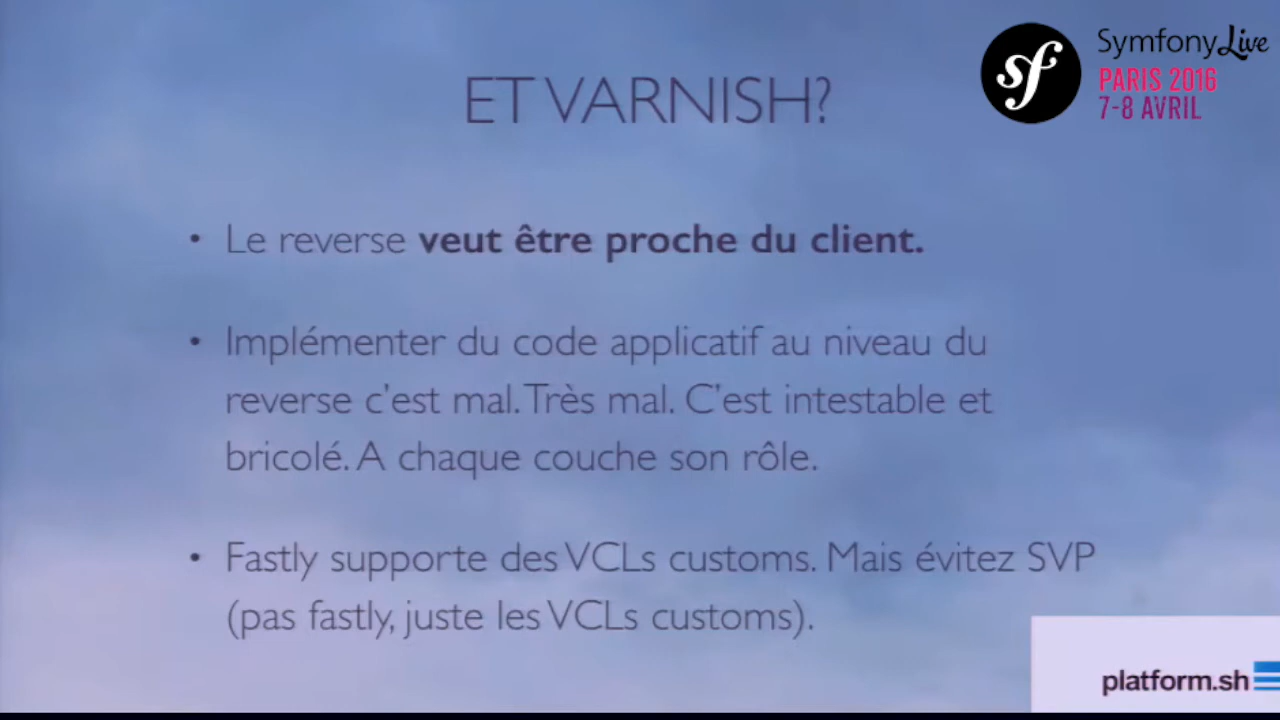 SymfonyLive
PARIS 2016
7-8 AVRIL
ET VARNISH?
• Le reverse veut être proche du client.
• Implémenter du code applicatif au niveau du
reverse c'est mal. Très mal. C'est intestable et
bricolé. A chaque couche son rôle.
• Fastly supporte des VCLs customs. Mais évitez SVP
(pas fastly, juste les VCLs customs).
platform.sh
sf